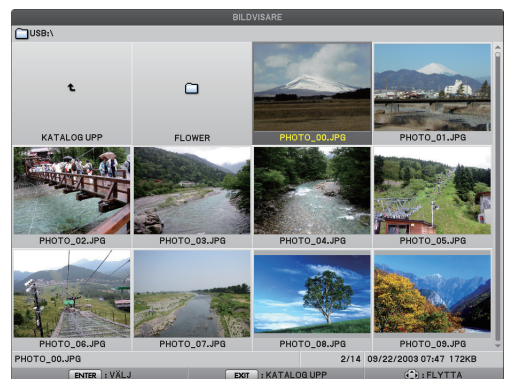 BILDVISARE
USB:\
KATALOG UPP
FLOWER
PHOTO_00.JPG
PHOTO_01.JPG
PHOTO_02.JPG
PHOTO_03.JPG
PHOTO_04.JPG
PHOTO_05.JPG
PHOTO_06.JPG
PHOTO_07.JPG
PHOTO_08.JPG
PHOTO_09.JPG
PHOTO_00.JPG 2/14 09/22/2003 07:47 172KB
ENTER : VÄLJ EXIT : KATALOG UPP : FLYTTA